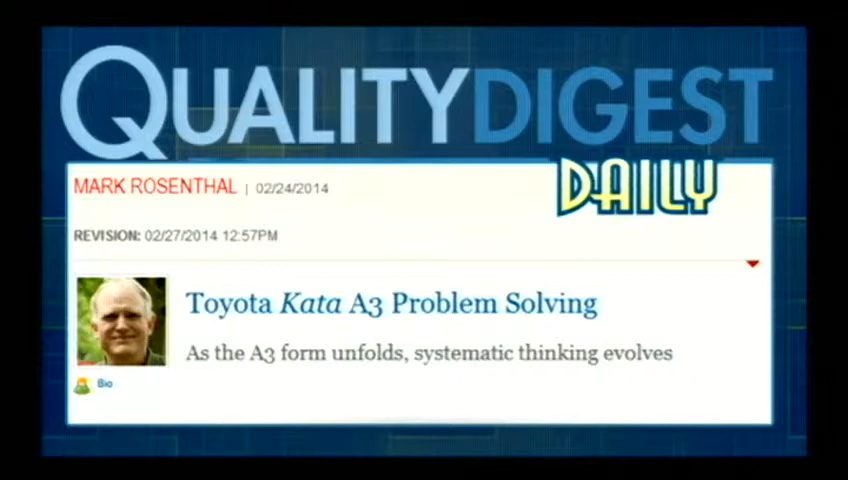 QUALITYDIGEST
DAILY
MARK ROSENTHAL | 02/24/2014
REVISION: 02/27/2014 12:57PM
Toyota Kata A3 Problem Solving
As the A3 form unfolds, systematic thinking evolves
Bio